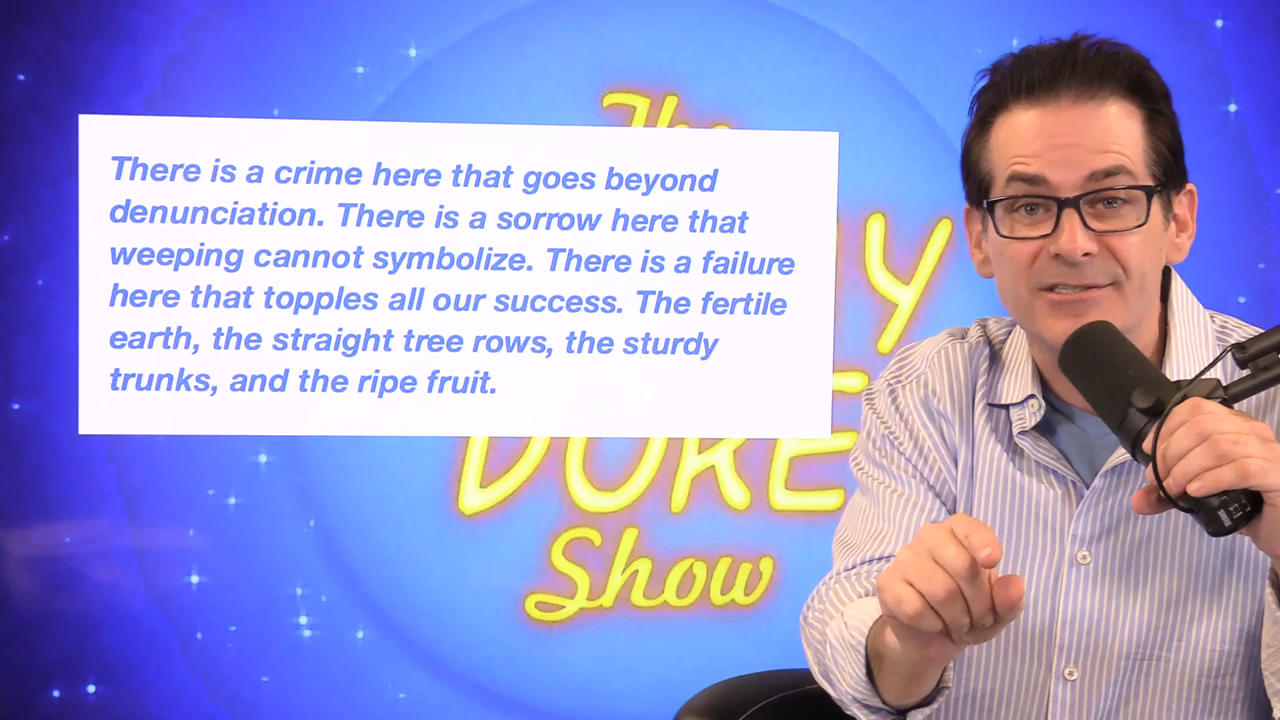 The
There is a crime here that goes beyond
denunciation. There is a sorrow here that
weeping cannot symbolize. There is a failure
here that topples all our success. The fertile
earth, the straight tree rows, the sturdy
trunks, and the ripe fruit.
Y
DORE
Show